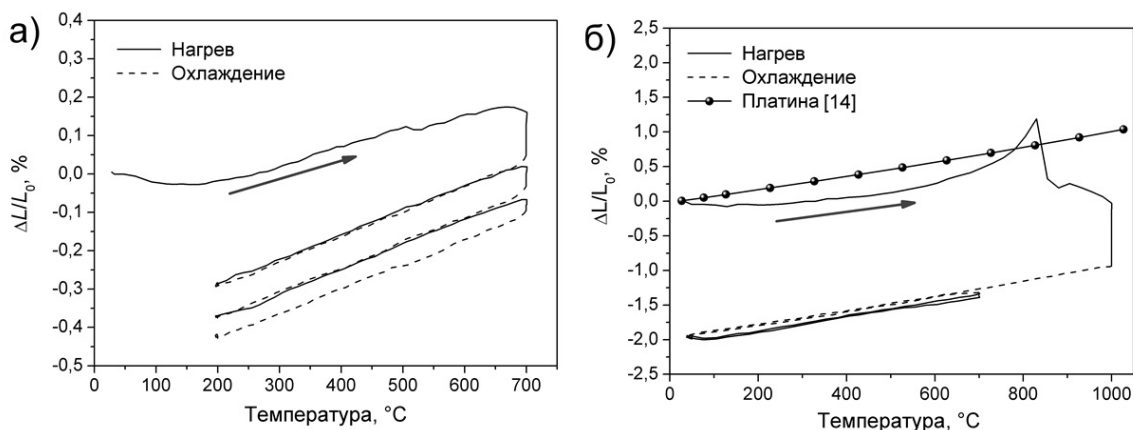 а)
ΔL/L₀, %
0,4
0,3
0,2
0,1
0,0
-0,1
-0,2
-0,3
-0,4
-0,5
Нагрев
Охлаждение
0 100 200 300 400 500 600 700
Температура, °C
б)
ΔL/L₀, %
2,5
2,0
1,5
1,0
0,5
0,0
-0,5
-1,0
-1,5
-2,0
-2,5
Нагрев
Охлаждение
Платина [14]
0 200 400 600 800 1000
Температура, °C